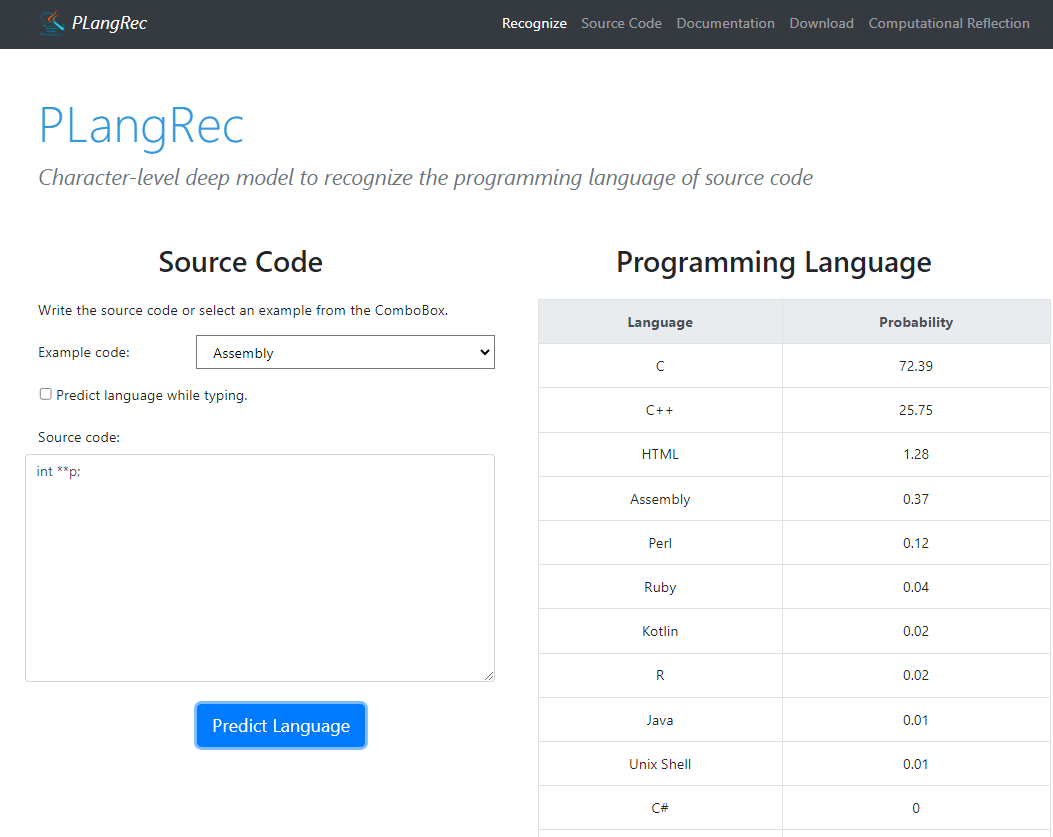 PLangRec
Recognize Source Code Documentation Download Computational Reflection
PLangRec
Character-level deep model to recognize the programming language of source code
Source Code
Write the source code or select an example from the ComboBox.
Example code: Assembly
Predict language while typing.
Source code:
int **p;
Predict Language
Programming Language
Language Probability
C 72.39
C++ 25.75
HTML 1.28
Assembly 0.37
Perl 0.12
Ruby 0.04
Kotlin 0.02
R 0.02
Java 0.01
Unix Shell 0.01
C# 0